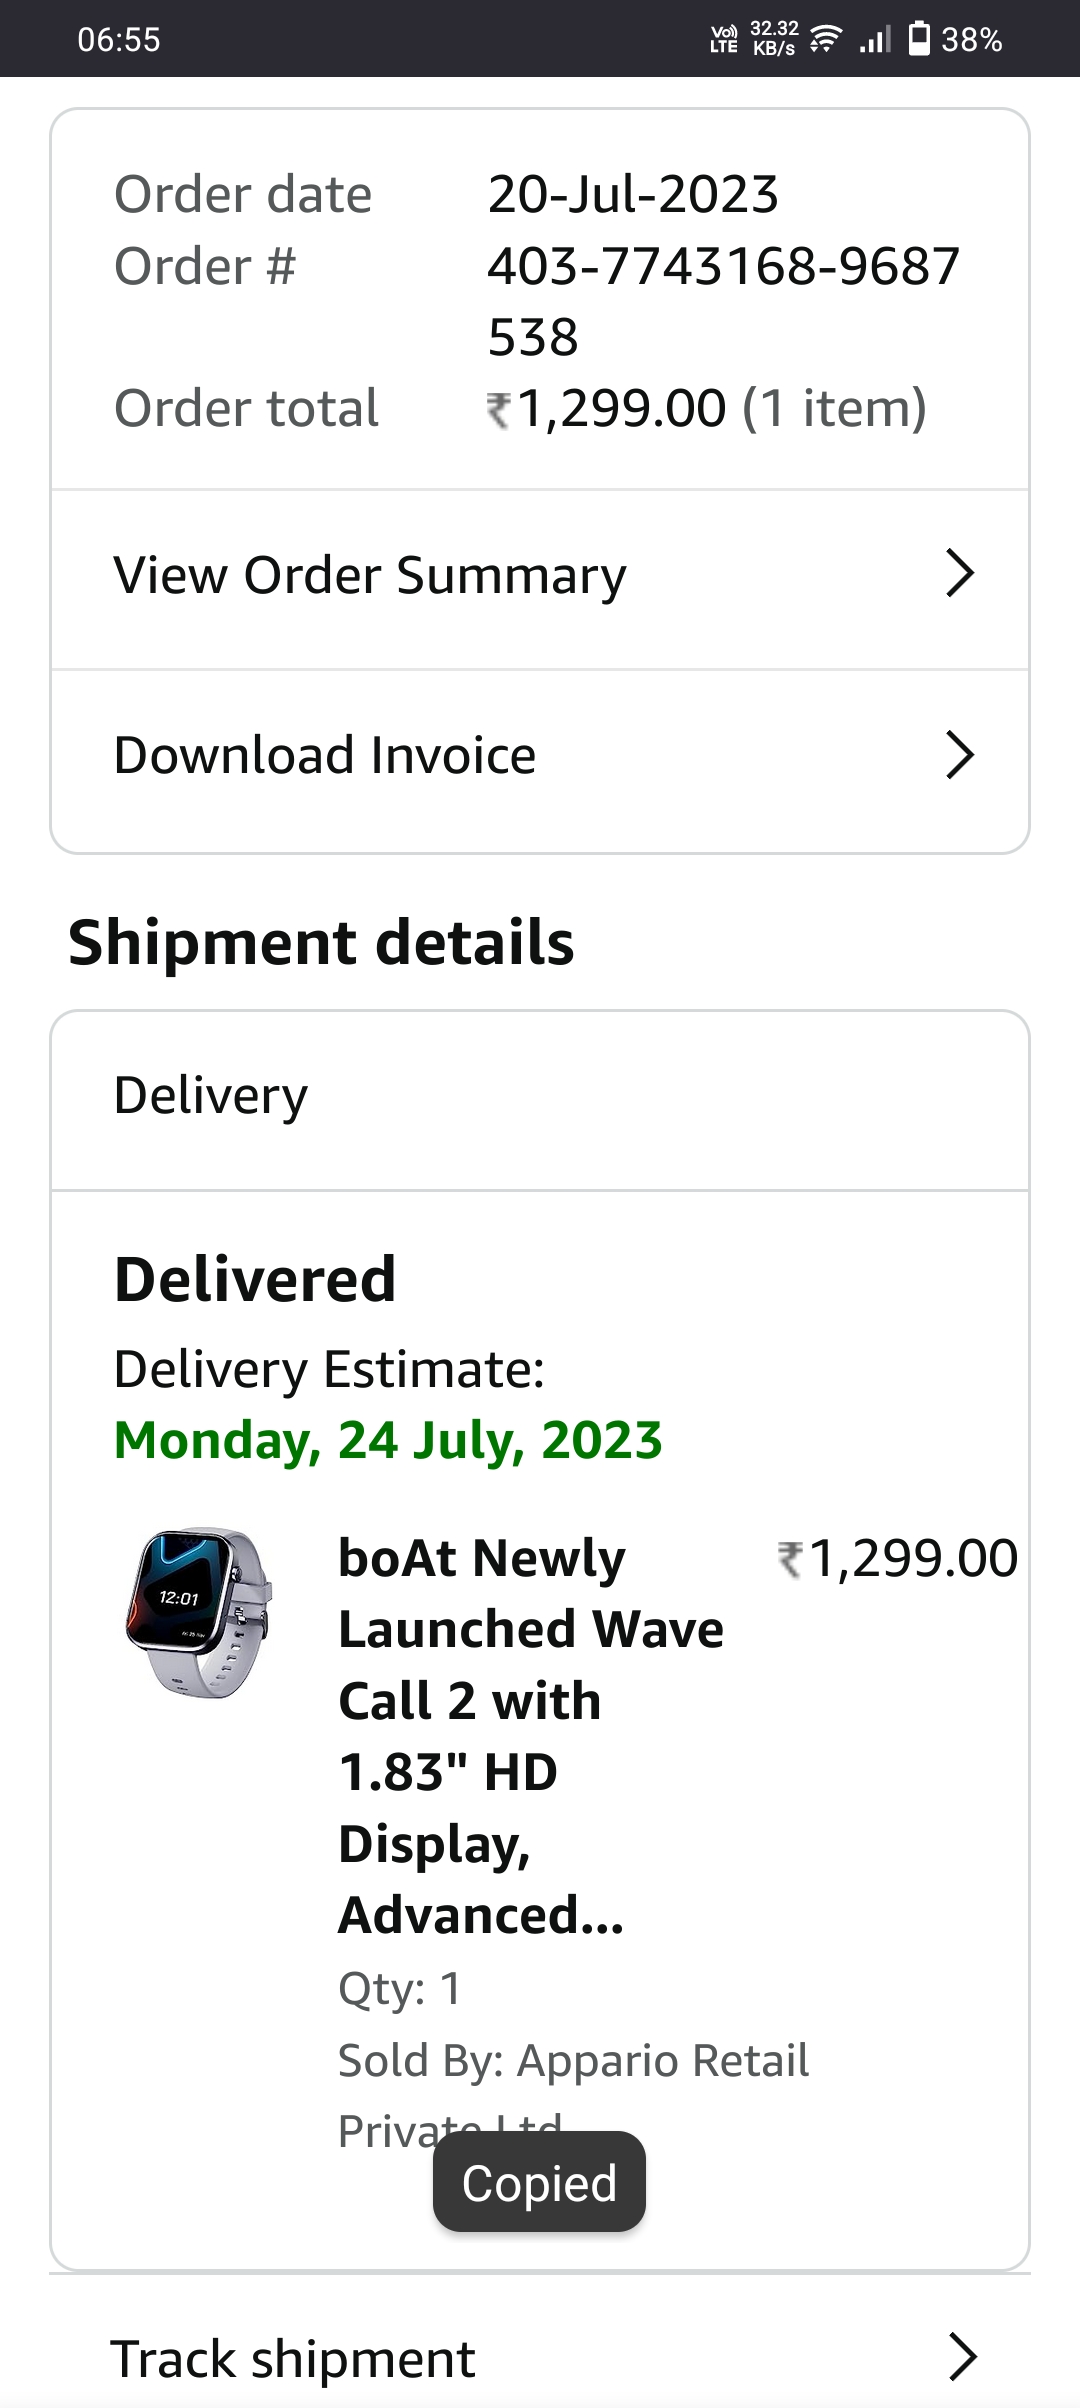 06:55
Vo) LTE 32.32 KB/s 38%
Order date 20-Jul-2023
Order # 403-7743168-9687
538
Order total ₹1,299.00 (1 item)
View Order Summary
Download Invoice
Shipment details
Delivery
Delivered
Delivery Estimate:
Monday, 24 July, 2023
12:01
boAt Newly ₹1,299.00
Launched Wave
Call 2 with
1.83" HD
Display,
Advanced...
Qty: 1
Sold By: Appario Retail
Private Ltd
Copied
Track shipment